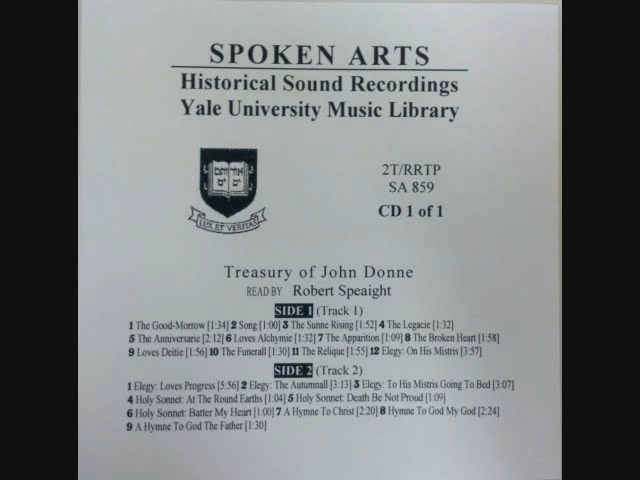 SPOKEN ARTS
Historical Sound Recordings
Yale University Music Library
אורים
ותמים
LUX ET VERITAS
2T/RRTP
SA 859
CD 1 of 1
Treasury of John Donne
READ BY Robert Speaight
SIDE 1 (Track 1)
1 The Good-Morrow [1:34] 2 Song [1:00] 3 The Sunne Rising [1:52] 4 The Legacie [1:32]
5 The Anniversarie [2:12] 6 Loves Alchymie [1:32] 7 The Apparition [1:09] 8 The Broken Heart [1:58]
9 Loves Deitie [1:56] 10 The Funerall [1:30] 11 The Relique [1:55] 12 Elegy: On His Mistris [3:57]
SIDE 2 (Track 2)
1 Elegy: Loves Progress [5:56] 2 Elegy: The Autumnall [3:13] 3 Elegy: To His Mistris Going To Bed [3:07]
4 Holy Sonnet: At The Round Earths [1:04] 5 Holy Sonnet: Death Be Not Proud [1:09]
6 Holy Sonnet: Batter My Heart [1:00] 7 A Hymne To Christ [2:20] 8 Hymne To God My God [2:24]
9 A Hymne To God The Father [1:30]